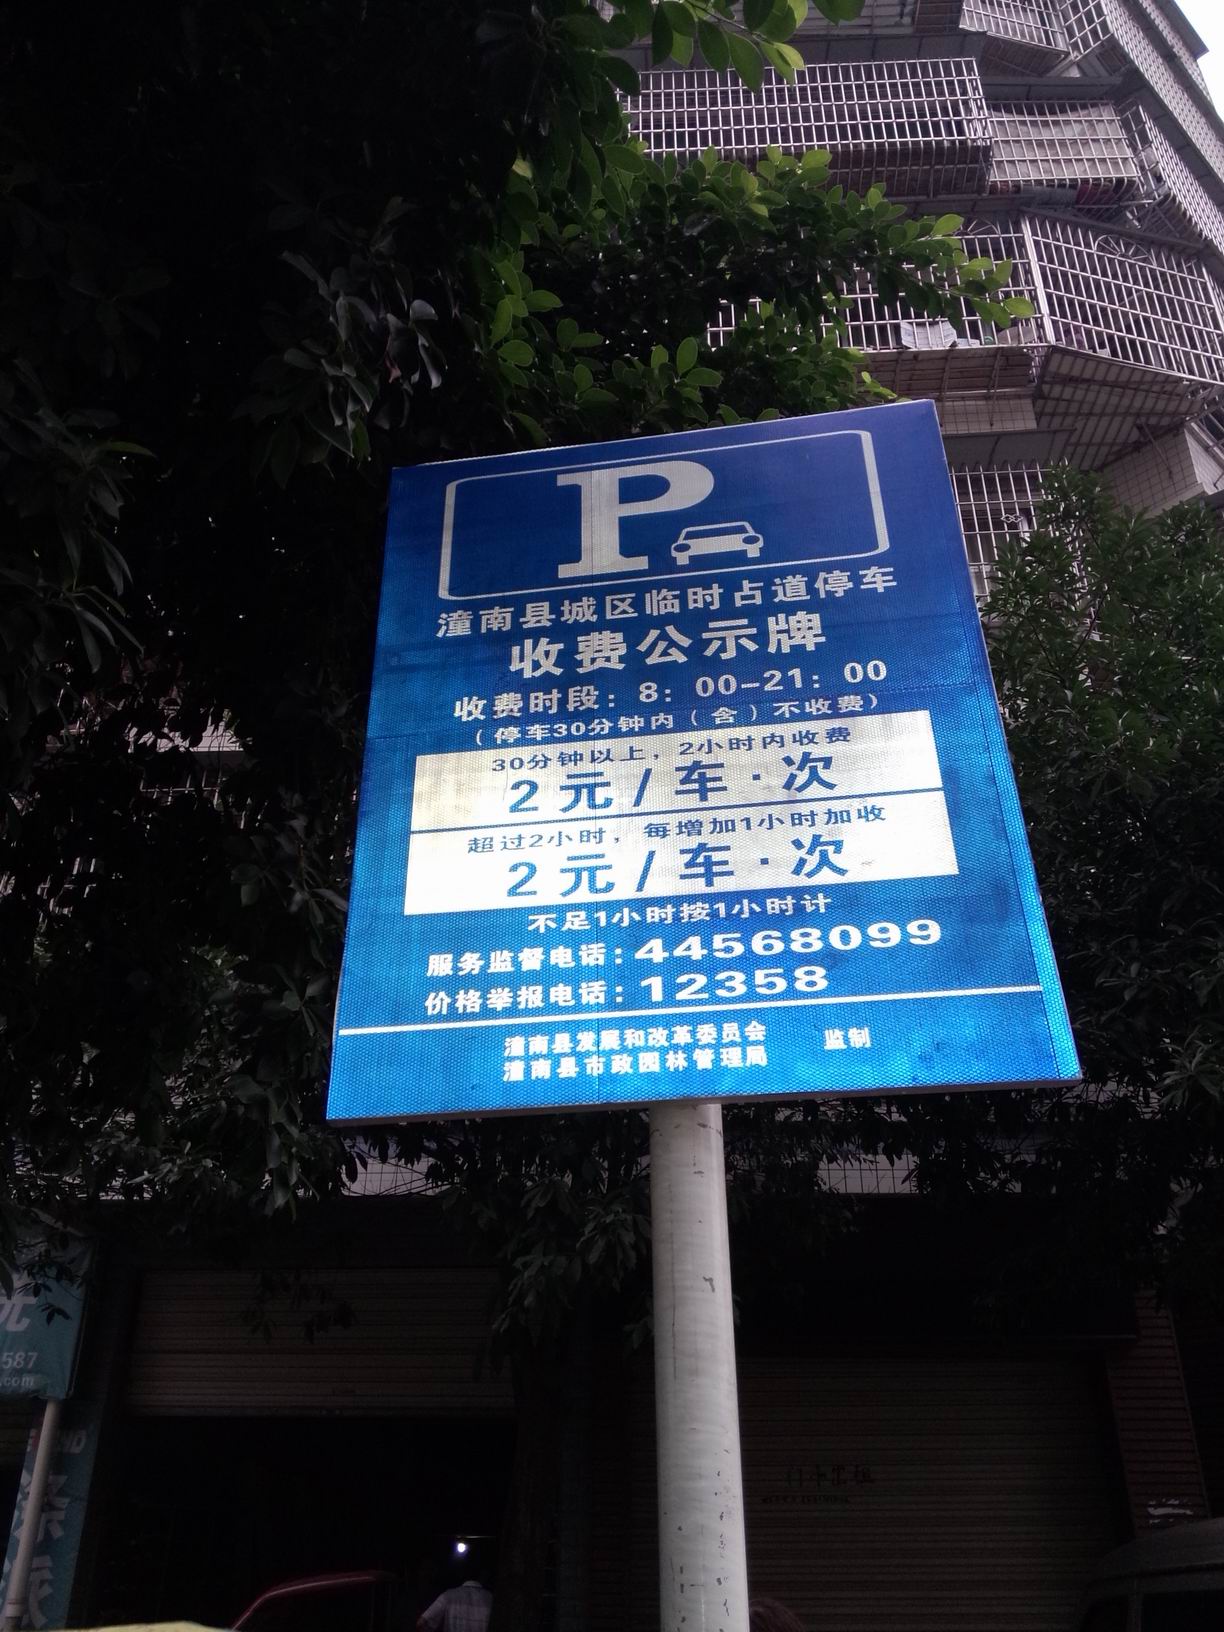 P
潼南县城区临时占道停车
收费公示牌
收费时段：8：00-21：00
（停车30分钟内（含）不收费）
30分钟以上，2小时内收费
2元/车·次
超过2小时，每增加1小时加收
2元/车·次
不足1小时按1小时计
服务监督电话：44568099
价格举报电话：12358
潼南县发展和改革委员会 监制
潼南县市政园林管理局
587
.com